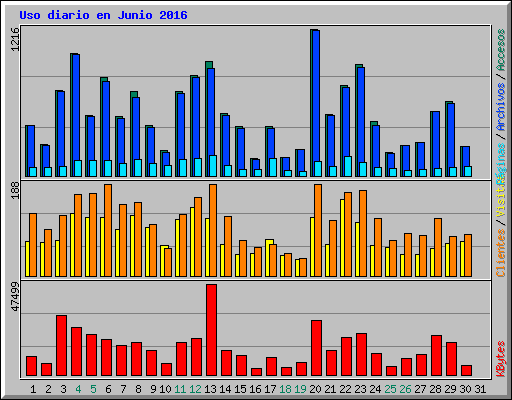 Uso diario en Junio 2016
1216
188
47499
Clientes / Visitas
Páginas / Archivos / Accesos
KBytes
1 2 3 4 5 6 7 8 9 10 11 12 13 14 15 16 17 18 19 20 21 22 23 24 25 26 27 28 29 30 31